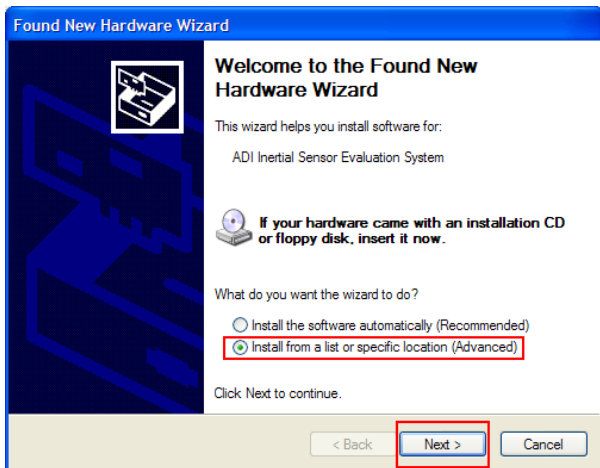 Found New Hardware Wizard
Welcome to the Found New
Hardware Wizard
This wizard helps you install software for:
ADI Inertial Sensor Evaluation System
If your hardware came with an installation CD
or floppy disk, insert it now.
What do you want the wizard to do?
Install the software automatically (Recommended)
Install from a list or specific location (Advanced)
Click Next to continue.
< Back Next > Cancel